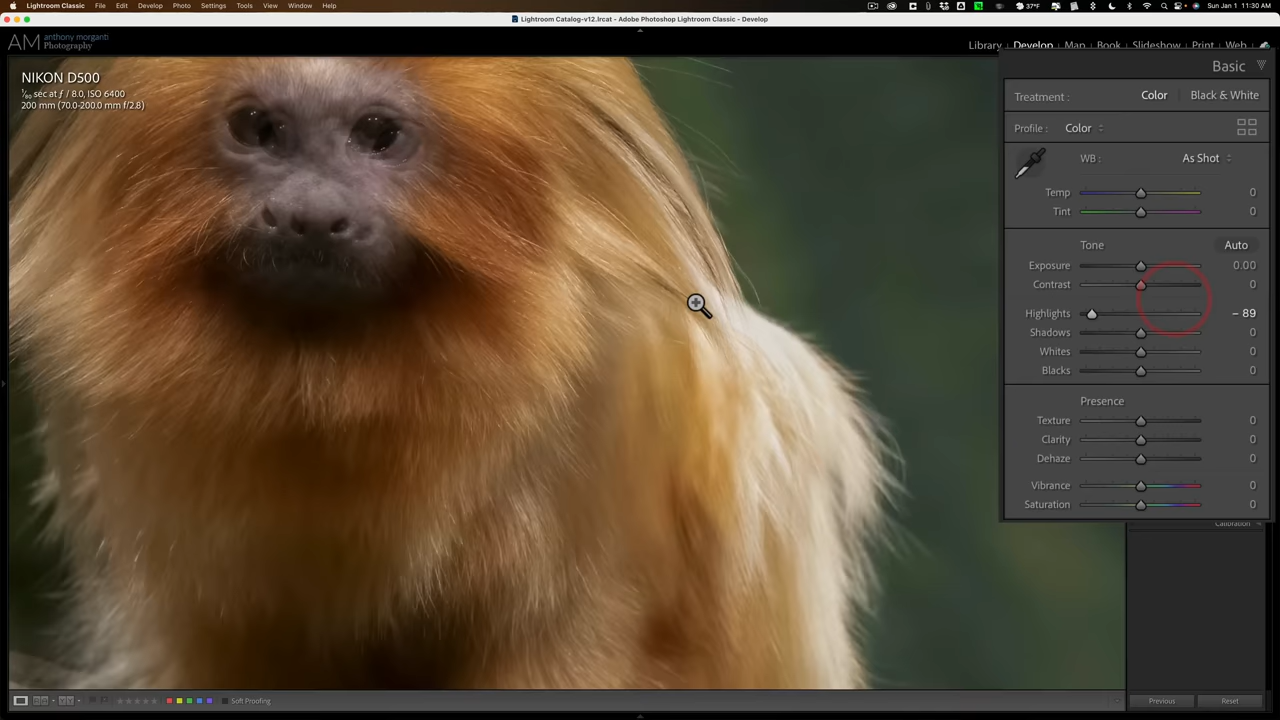 Lightroom Classic File Edit Develop Photo Settings Tools View Window Help 37°F Sun Jan 1 11:30 AM
Lightroom Catalog-v12.lrcat - Adobe Photoshop Lightroom Classic - Develop
AM anthony morganti
Photography
Library Develop Map Book Slideshow Print Web
Basic
NIKON D500
1/80 sec at ƒ / 8.0, ISO 6400
200 mm (70.0-200.0 mm f/2.8)
Treatment : Color Black & White
Profile : Color
WB : As Shot
Temp 0
Tint 0
Tone Auto
Exposure 0.00
Contrast 0
Highlights – 89
Shadows 0
Whites 0
Blacks 0
Presence
Texture 0
Clarity 0
Dehaze 0
Vibrance 0
Saturation 0
Calibration
Soft Proofing
Previous Reset